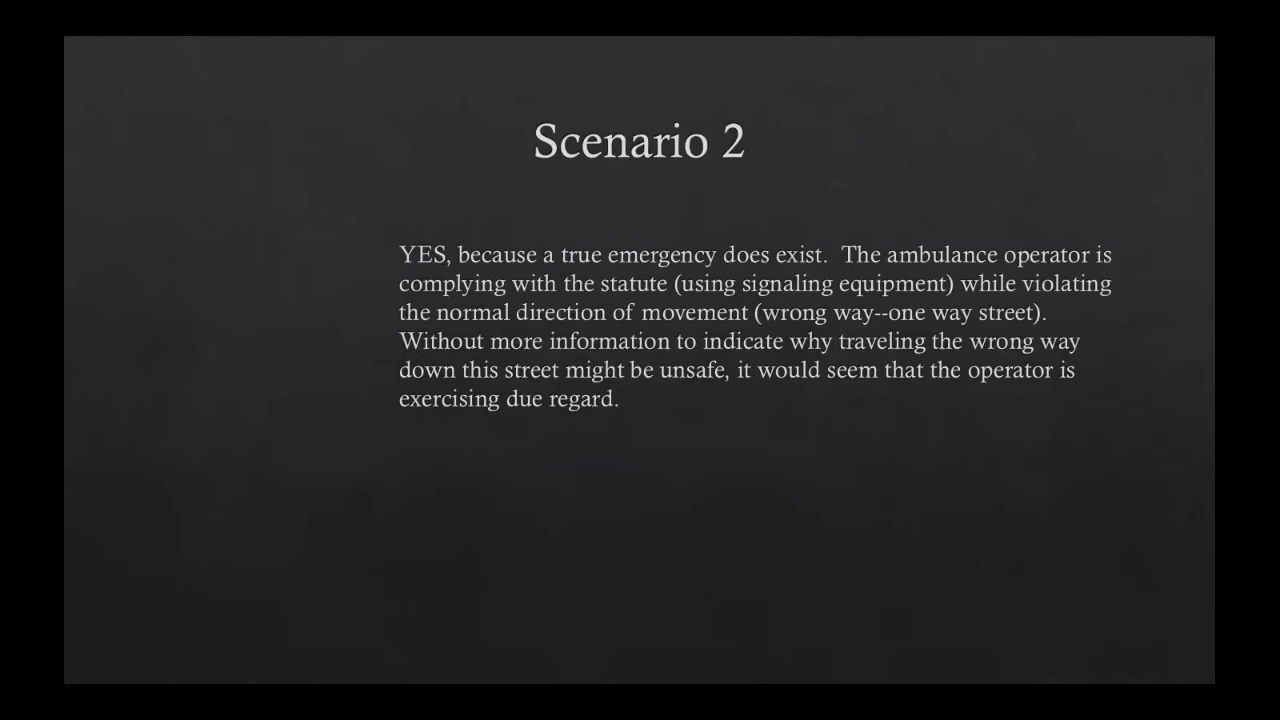 Scenario 2
YES, because a true emergency does exist.  The ambulance operator is
complying with the statute (using signaling equipment) while violating
the normal direction of movement (wrong way--one way street).
Without more information to indicate why traveling the wrong way
down this street might be unsafe, it would seem that the operator is
exercising due regard.